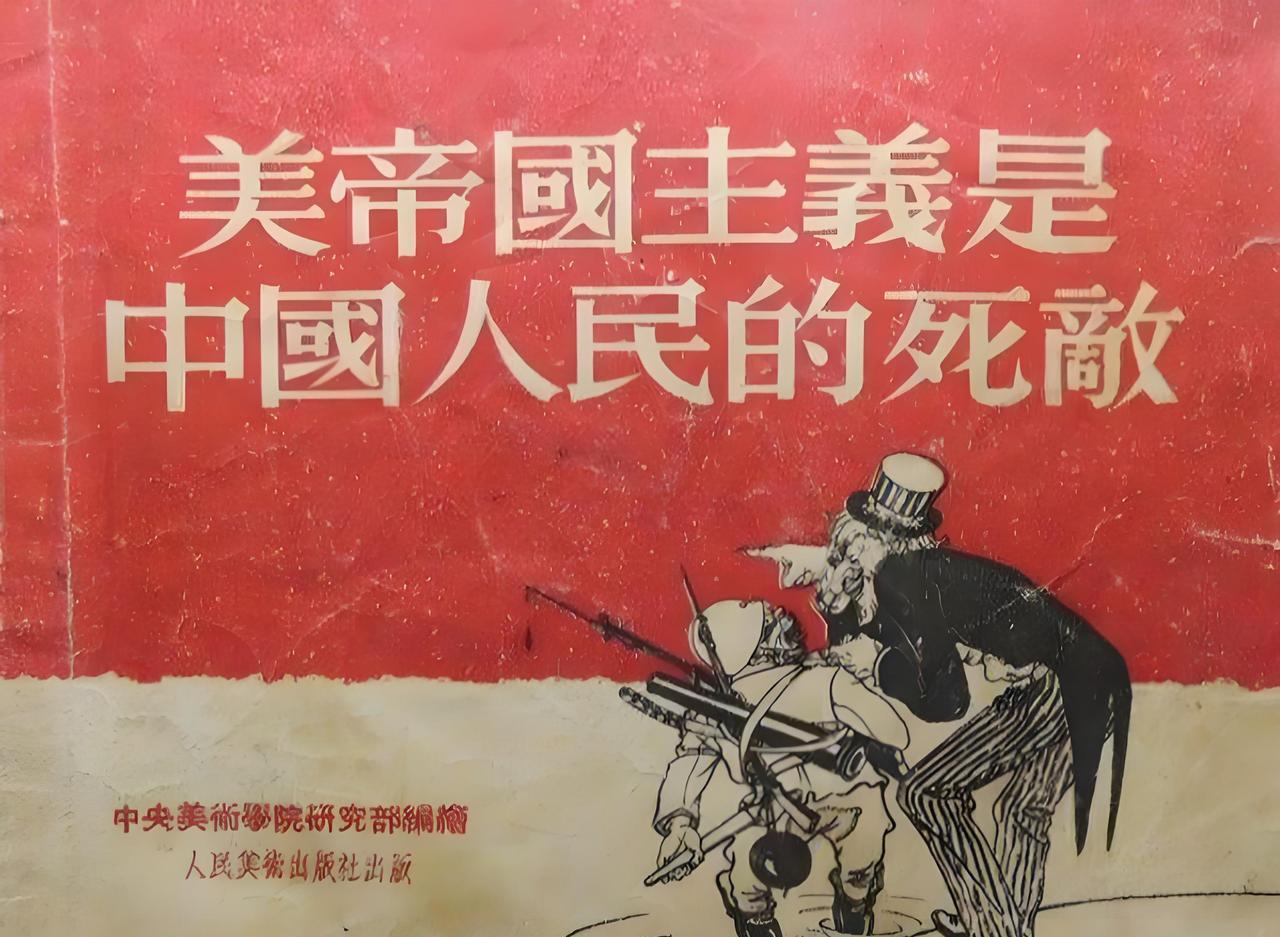 美帝國主義是
中國人民的死敵
中央美術學院研究部編繪
人民美術出版社出版